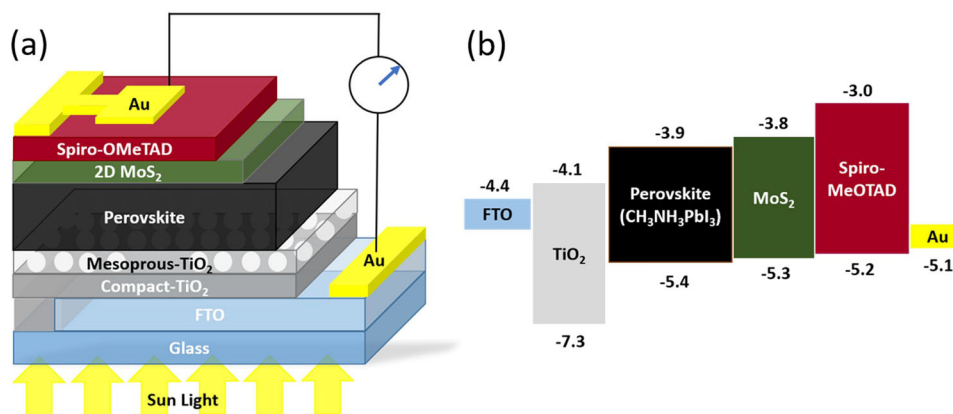 (a)
Au
Spiro-OMeTAD
2D MoS₂
Perovskite
Mesoprous-TiO₂
Au
Compact-TiO₂
FTO
Glass
Sun Light
(b)
-3.0
-3.8
-3.9
-4.1
-4.4
FTO
TiO₂
Perovskite
(CH₃NH₃PbI₃)
MoS₂
Spiro-
MeOTAD
Au
-5.1
-5.2
-5.3
-5.4
-7.3